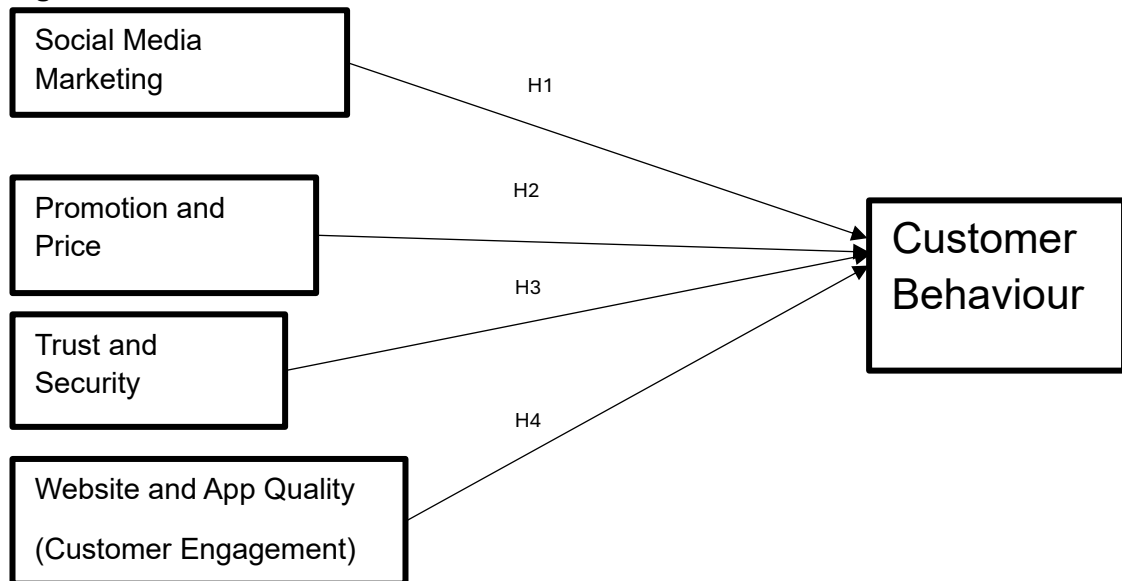 Social Media
Marketing
H1
Promotion and
Price
H2
Customer
Behaviour
H3
Trust and
Security
H4
Website and App Quality
(Customer Engagement)